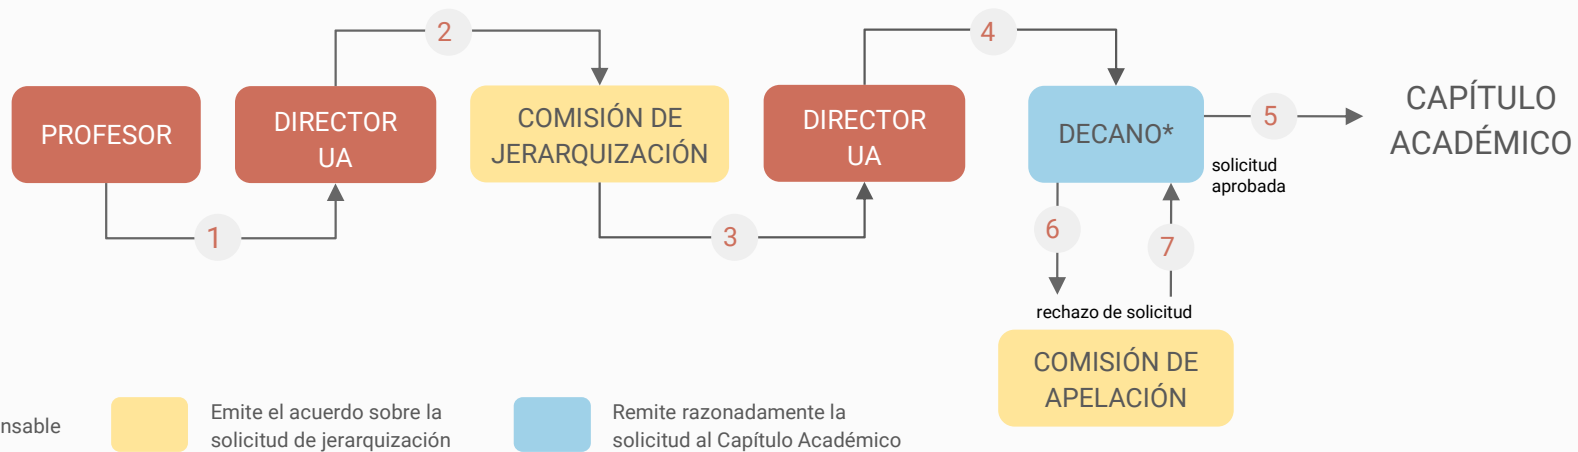 2
4
PROFESOR
DIRECTOR
UA
COMISIÓN DE
JERARQUIZACIÓN
DIRECTOR
UA
DECANO*
5
CAPÍTULO
ACADÉMICO
solicitud
aprobada
1
3
6
7
rechazo de solicitud
COMISIÓN DE
APELACIÓN
nsable
Emite el acuerdo sobre la
solicitud de jerarquización
Remite razonadamente la
solicitud al Capítulo Académico